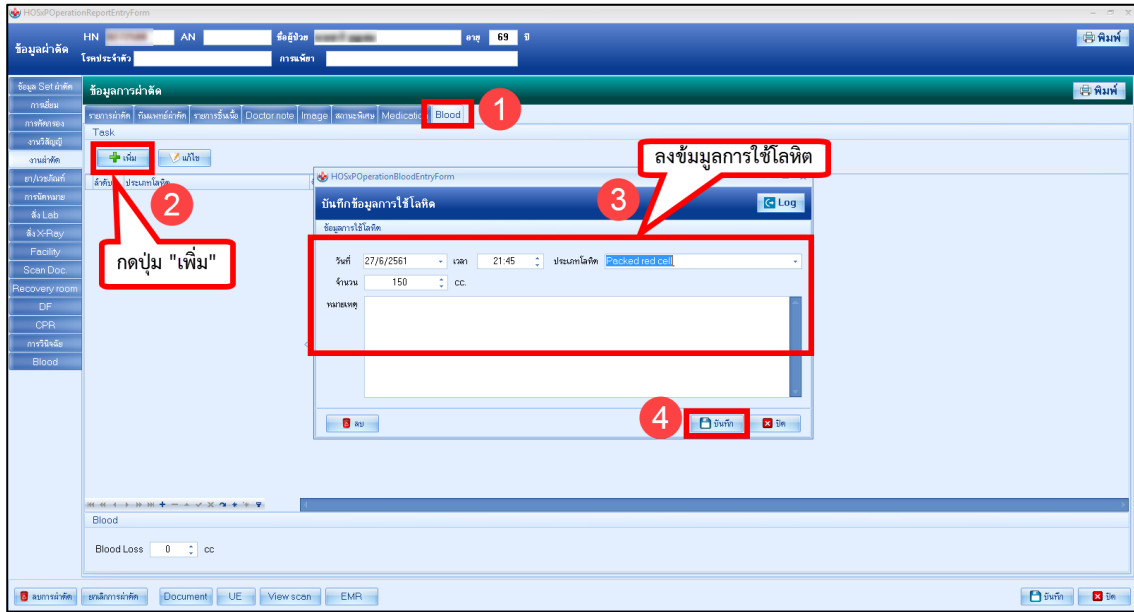 HOSxPOperationReportEntryForm
ข้อมูลผ่าตัด
HN AN ชื่อผู้ป่วย อายุ 69 ปี
โรคประจำตัว การแพ้ยา
พิมพ์
ข้อมูล Set ผ่าตัด
การเยี่ยม
การคัดกรอง
งานวิสัญญี
งานผ่าตัด
ยา/เวชภัณฑ์
การนัดหมาย
สั่ง Lab
สั่ง X-Ray
Facility
Scan Doc.
Recovery room
DF
CPR
การวินิจฉัย
Blood
ข้อมูลการผ่าตัด
พิมพ์
รายการผ่าตัด ทีมแพทย์ผ่าตัด รายการชิ้นเนื้อ Doctor note Image สถานะพิเศษ Medication Blood
1
Task
เพิ่ม แก้ไข
ลำดับ ประเภทโลหิต
2
กดปุ่ม "เพิ่ม"
ลงข้มมูลการใช้โลหิต
HOSxPOperationBloodEntryForm
บันทึกข้อมูลการใช้โลหิต
3
Log
ข้อมูลการใช้โลหิต
วันที่ 27/6/2561 เวลา 21:45 ประเภทโลหิต Packed red cell
จำนวน 150 cc.
หมายเหตุ
ลบ
4
บันทึก ปิด
Blood
Blood Loss 0 cc
ลบการผ่าตัด ยกเลิกการผ่าตัด Document UE View scan EMR
บันทึก ปิด